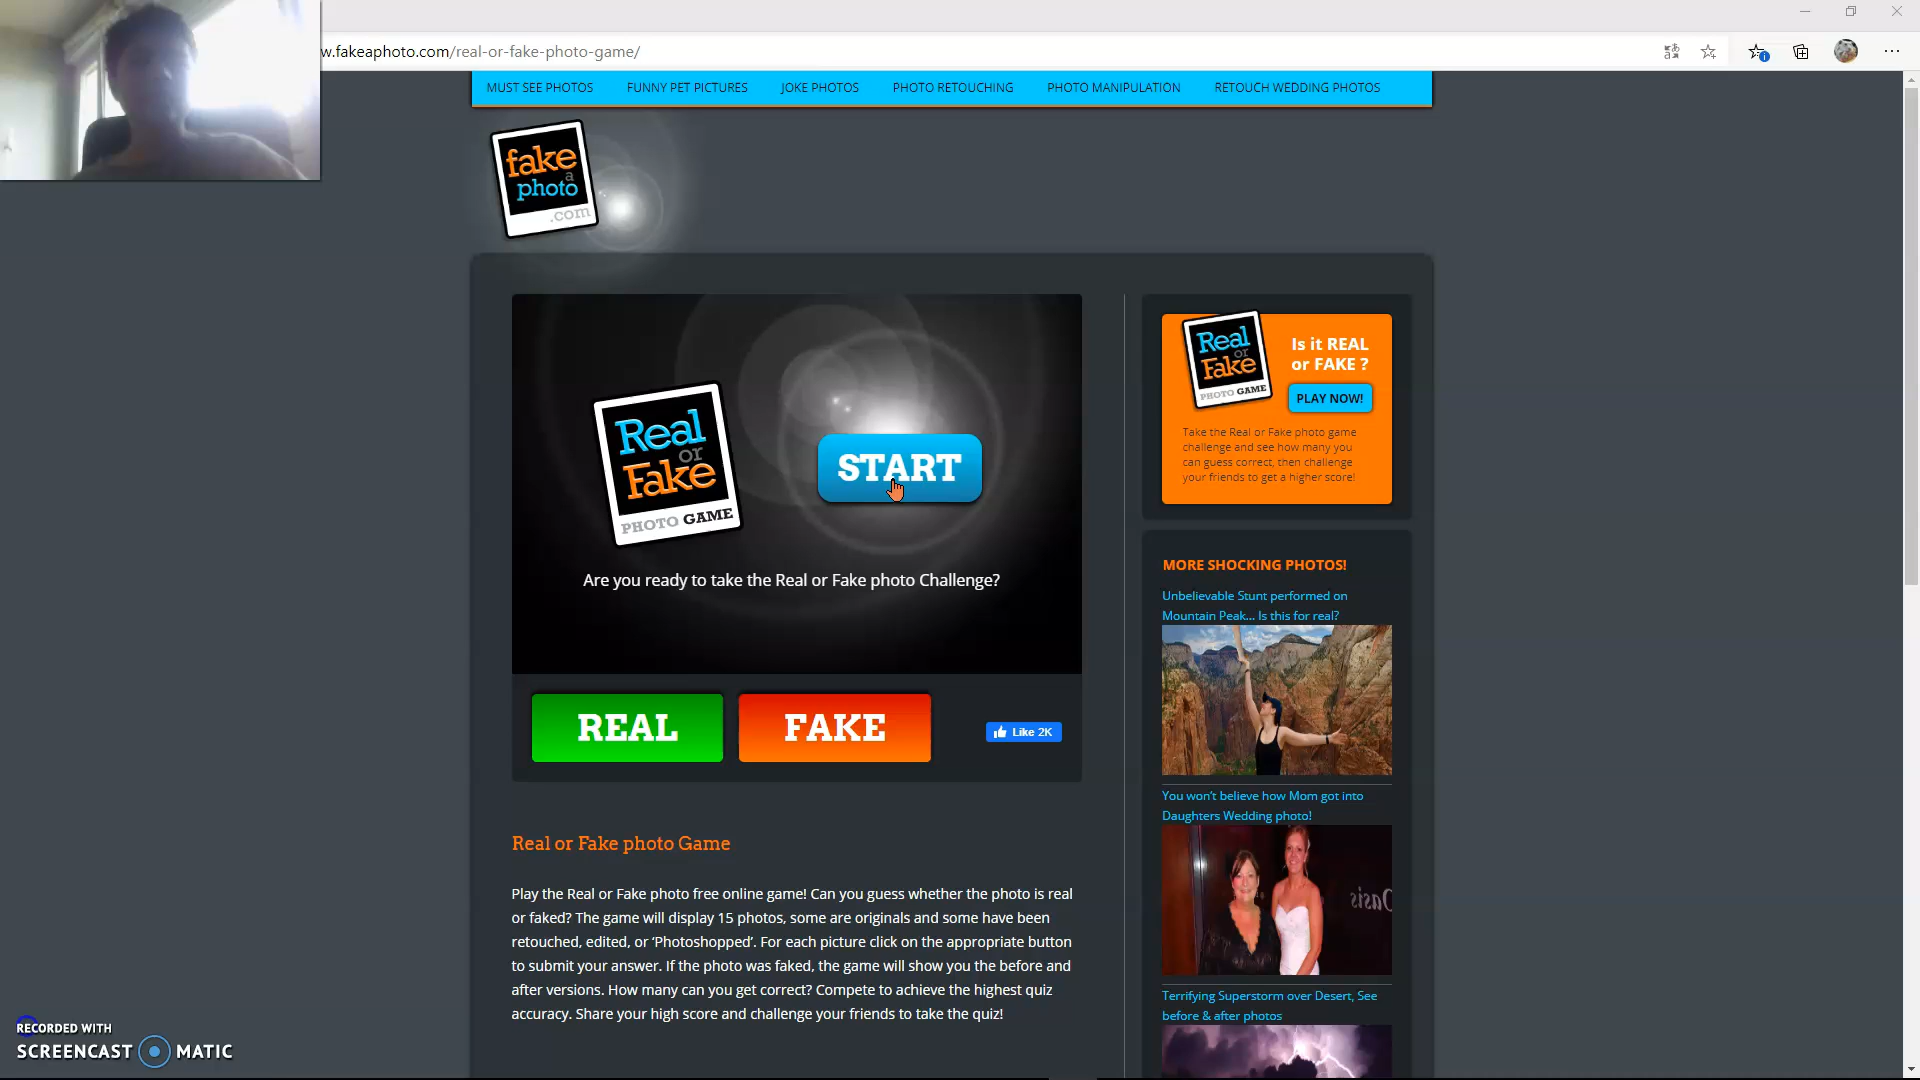 w.fakeaphoto.com/real-or-fake-photo-game/
MUST SEE PHOTOS FUNNY PET PICTURES JOKE PHOTOS PHOTO RETOUCHING PHOTO MANIPULATION RETOUCH WEDDING PHOTOS
fake
a
photo
.com
Real
or
Fake
PHOTO GAME
START
Are you ready to take the Real or Fake photo Challenge?
REAL
FAKE
Like 2K
Real or Fake photo Game
Play the Real or Fake photo free online game! Can you guess whether the photo is real
or faked? The game will display 15 photos, some are originals and some have been
retouched, edited, or ‘Photoshopped’. For each picture click on the appropriate button
to submit your answer. If the photo was faked, the game will show you the before and
after versions. How many can you get correct? Compete to achieve the highest quiz
accuracy. Share your high score and challenge your friends to take the quiz!
Real
or
Fake
PHOTO GAME
Is it REAL
or FAKE ?
PLAY NOW!
Take the Real or Fake photo game
challenge and see how many you
can guess correct, then challenge
your friends to get a higher score!
MORE SHOCKING PHOTOS!
Unbelievable Stunt performed on
Mountain Peak... Is this for real?
You won’t believe how Mom got into
Daughters Wedding photo!
Oasis
Terrifying Superstorm over Desert, See
before & after photos
RECORDED WITH
SCREENCAST MATIC